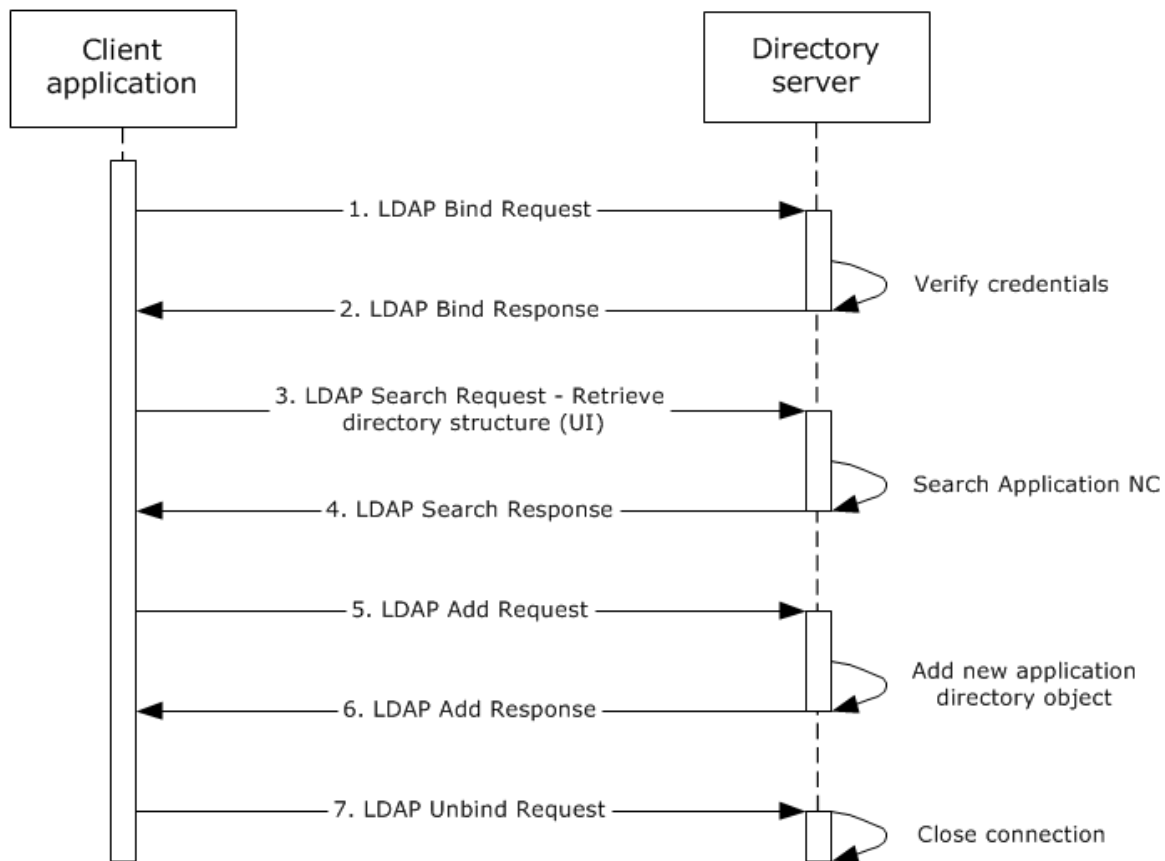 Client
application
Directory
server
1. LDAP Bind Request
Verify credentials
2. LDAP Bind Response
3. LDAP Search Request - Retrieve
directory structure (UI)
Search Application NC
4. LDAP Search Response
5. LDAP Add Request
Add new application
directory object
6. LDAP Add Response
7. LDAP Unbind Request
Close connection